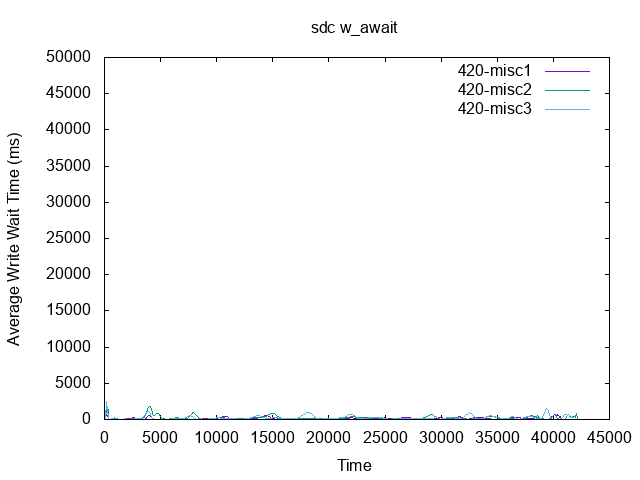 sdc w_await
50000
45000
40000
35000
30000
25000
20000
15000
10000
5000
0
Average Write Wait Time (ms)
420-misc1
420-misc2
420-misc3
0 5000 10000 15000 20000 25000 30000 35000 40000 45000
Time